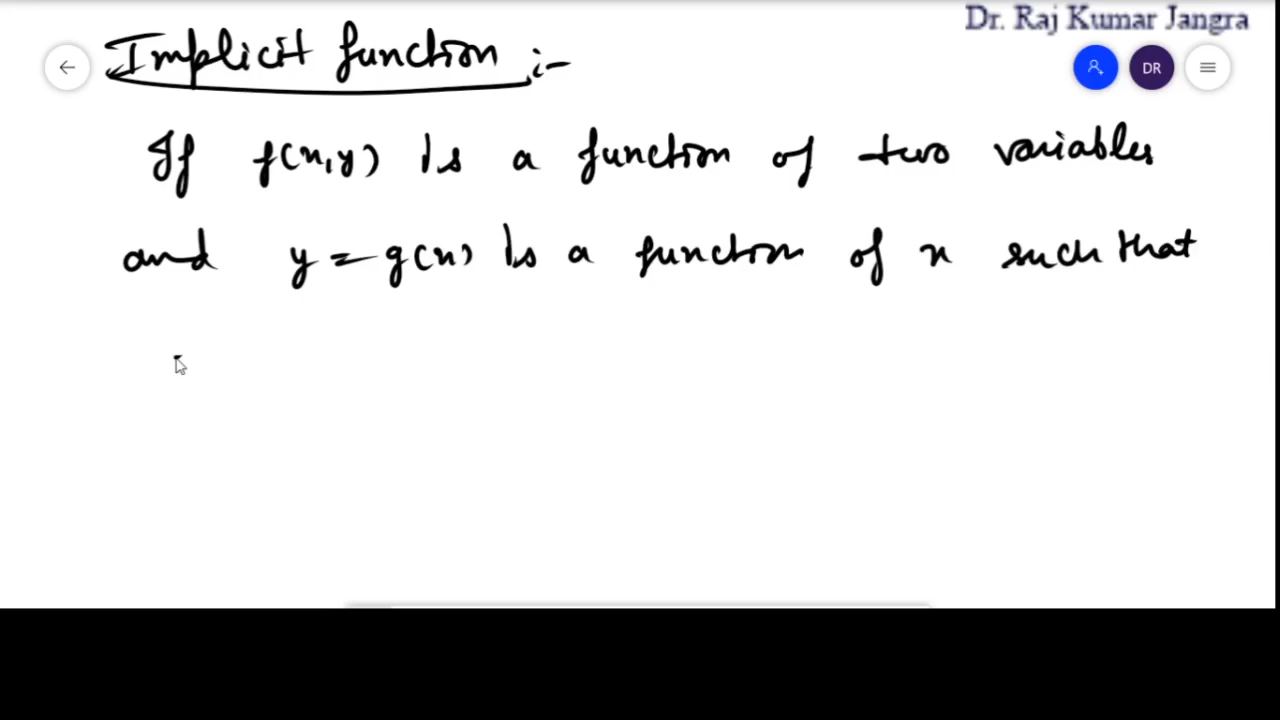 Dr. Raj Kumar Jangra
Implicit function :-
DR
If f(x,y) is a function of two variables
and y = g(x) is a function of x such that